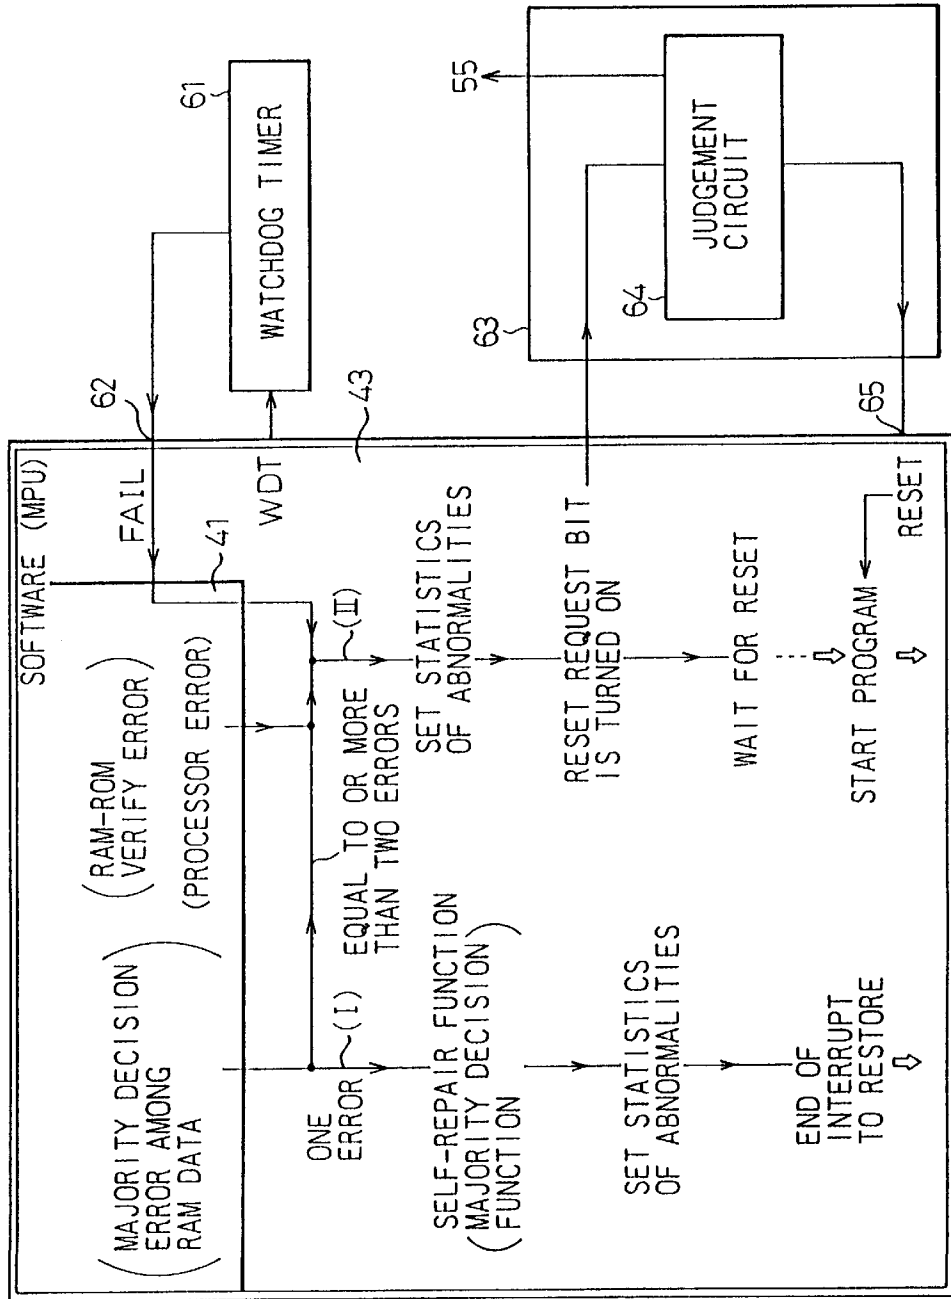 SOFTWARE (MPU)
(MAJORITY DECISION
ERROR AMONG
RAM DATA)
(RAM-ROM
VERIFY ERROR)
(PROCESSOR ERROR)
41
FAIL
62
61
WATCHDOG TIMER
WDT
43
ONE
ERROR
(I)
EQUAL TO OR MORE
THAN TWO ERRORS
(II)
SELF-REPAIR FUNCTION
(MAJORITY DECISION
FUNCTION)
SET STATISTICS
OF ABNORMALITIES
END OF
INTERRUPT
TO RESTORE
SET STATISTICS
OF ABNORMALITIES
RESET REQUEST BIT
IS TURNED ON
WAIT FOR RESET
START PROGRAM
RESET
65
63
64
JUDGEMENT
CIRCUIT
55